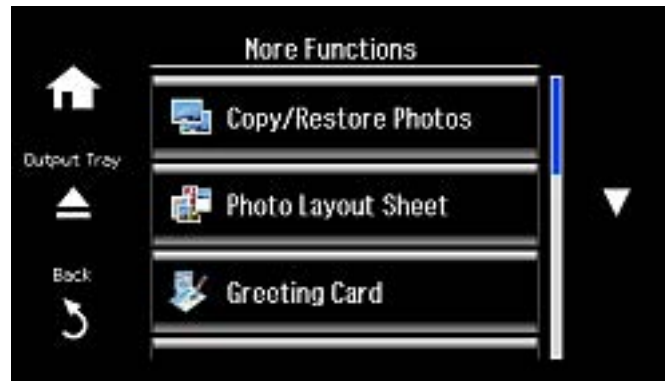 More Functions
Copy/Restore Photos
Output Tray
Photo Layout Sheet
Back
Greeting Card